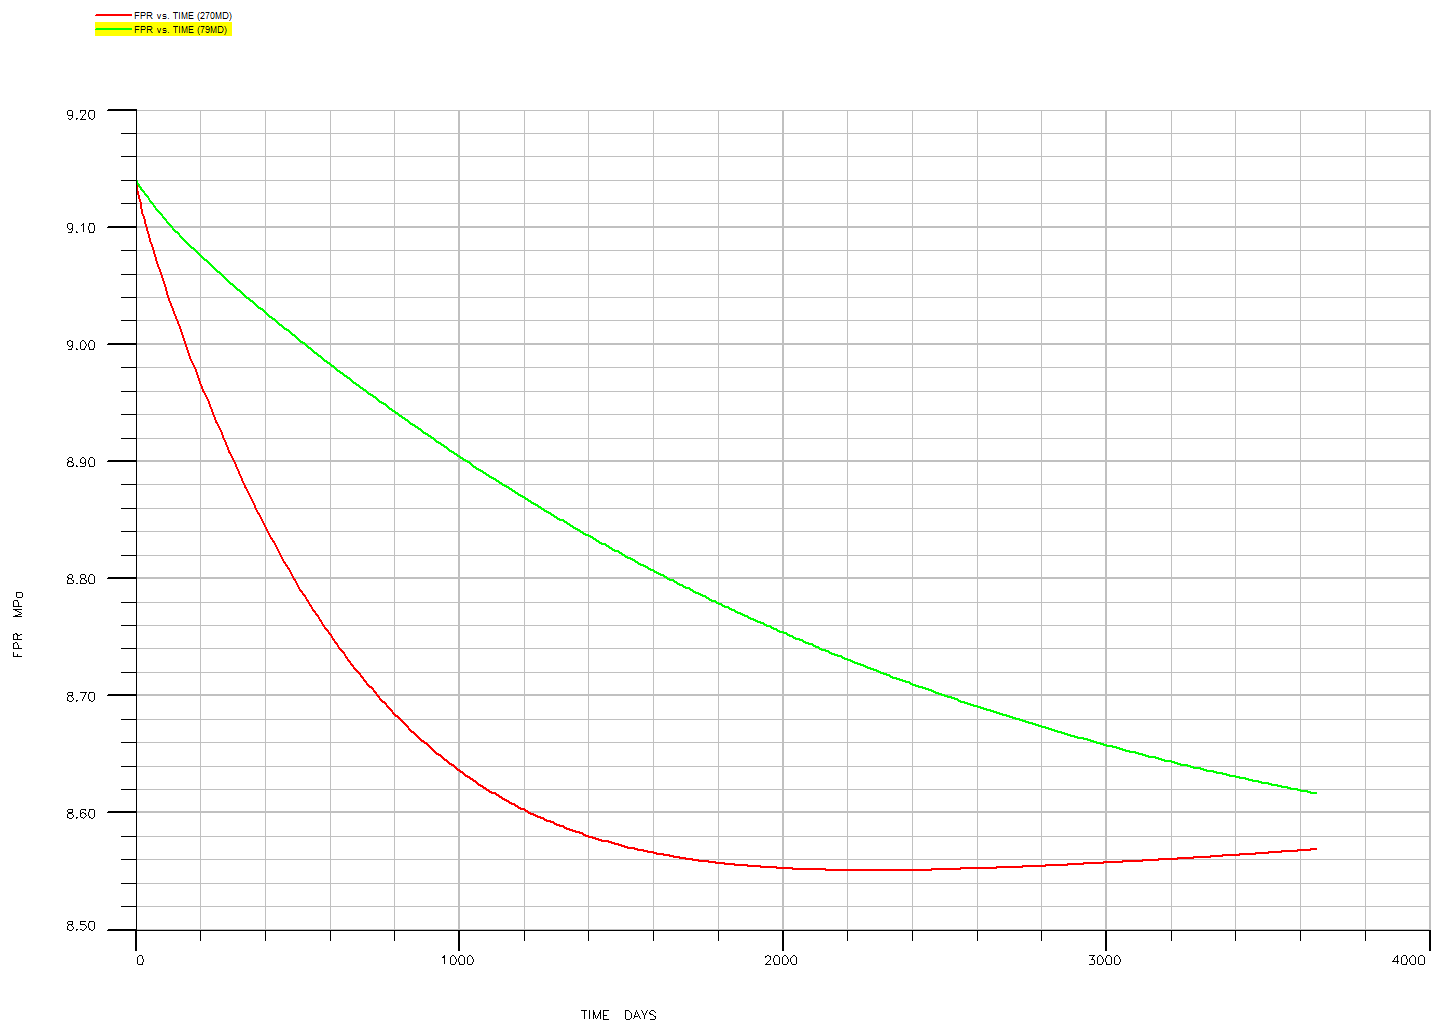 FPR vs. TIME (270MD)
FPR vs. TIME (79MD)
9.20
9.10
9.00
8.90
8.80
8.70
8.60
8.50
FPR MPa
0 1000 2000 3000 4000
TIME DAYS